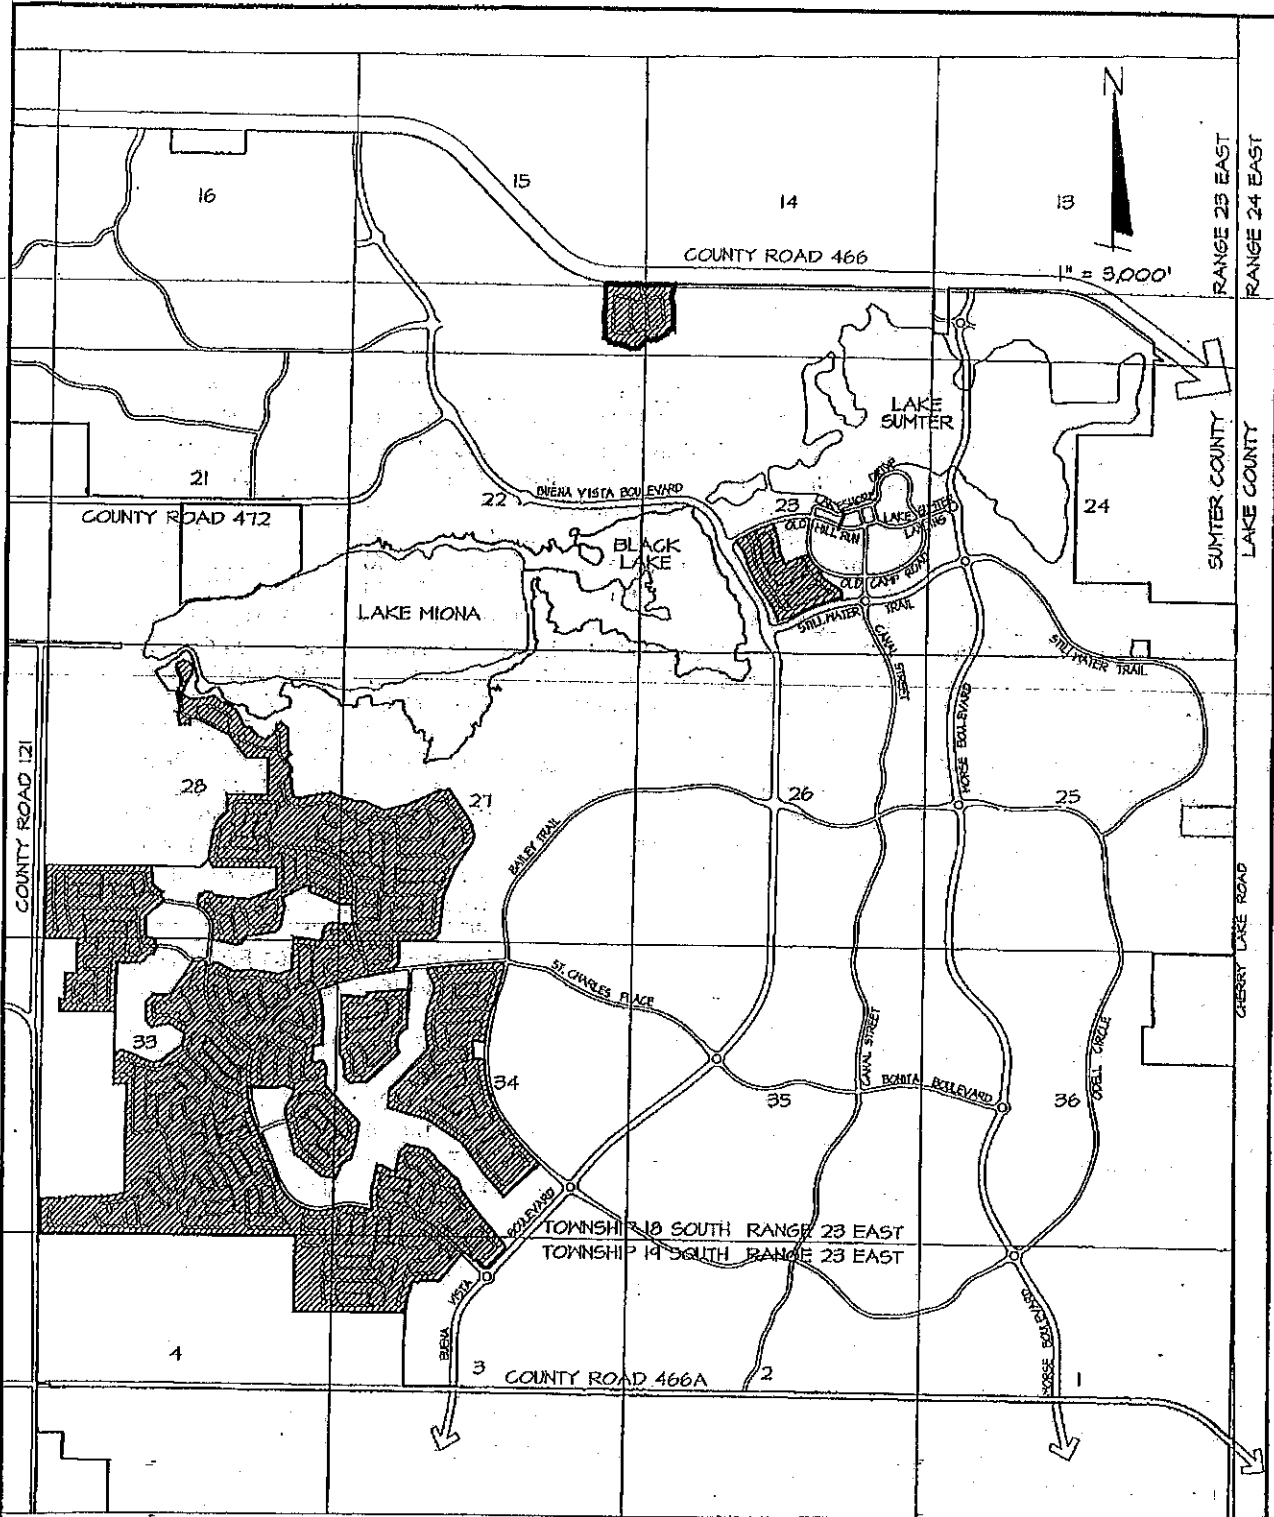 N
RANGE 23 EAST
RANGE 24 EAST
16
15
14
13
COUNTY ROAD 466
1" = 3,000'
LAKE
SUMTER
SUMTER COUNTY
LAKE COUNTY
21
22
BUENA VISTA BOULEVARD
23
24
LAKESHORE
DRIVE
LAKE SUMTER
LANDING
OLD
MILL RUN
COUNTY ROAD 472
BLACK
LAKE
OLD CAMP ROAD
LAKE MIONA
STILLWATER
TRAIL
CANAL STREET
STILLWATER TRAIL
MORSE BOULEVARD
COUNTY ROAD 121
28
27
26
25
BAILEY TRAIL
CHERRY LAKE ROAD
ST. CHARLES PLACE
33
34
35
36
CANAL STREET
BONITA BOULEVARD
ODELL CIRCLE
BOULEVARD
TOWNSHIP 18 SOUTH RANGE 23 EAST
TOWNSHIP 19 SOUTH RANGE 23 EAST
VISTA
BUENA
MORSE BOULEVARD
4
3
COUNTY ROAD 466A
2
1